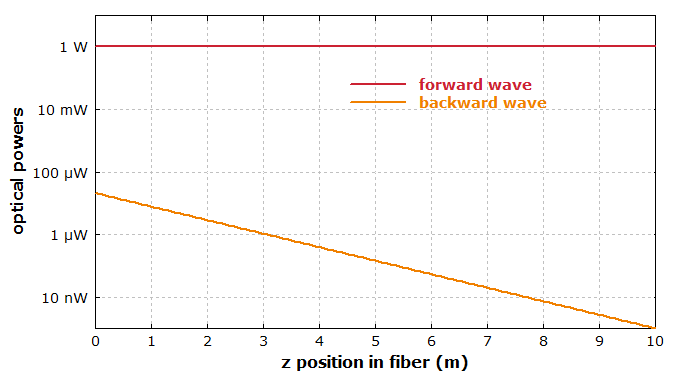 1 W
10 mW
100 µW
1 µW
10 nW
optical powers
forward wave
backward wave
0 1 2 3 4 5 6 7 8 9 10
z position in fiber (m)